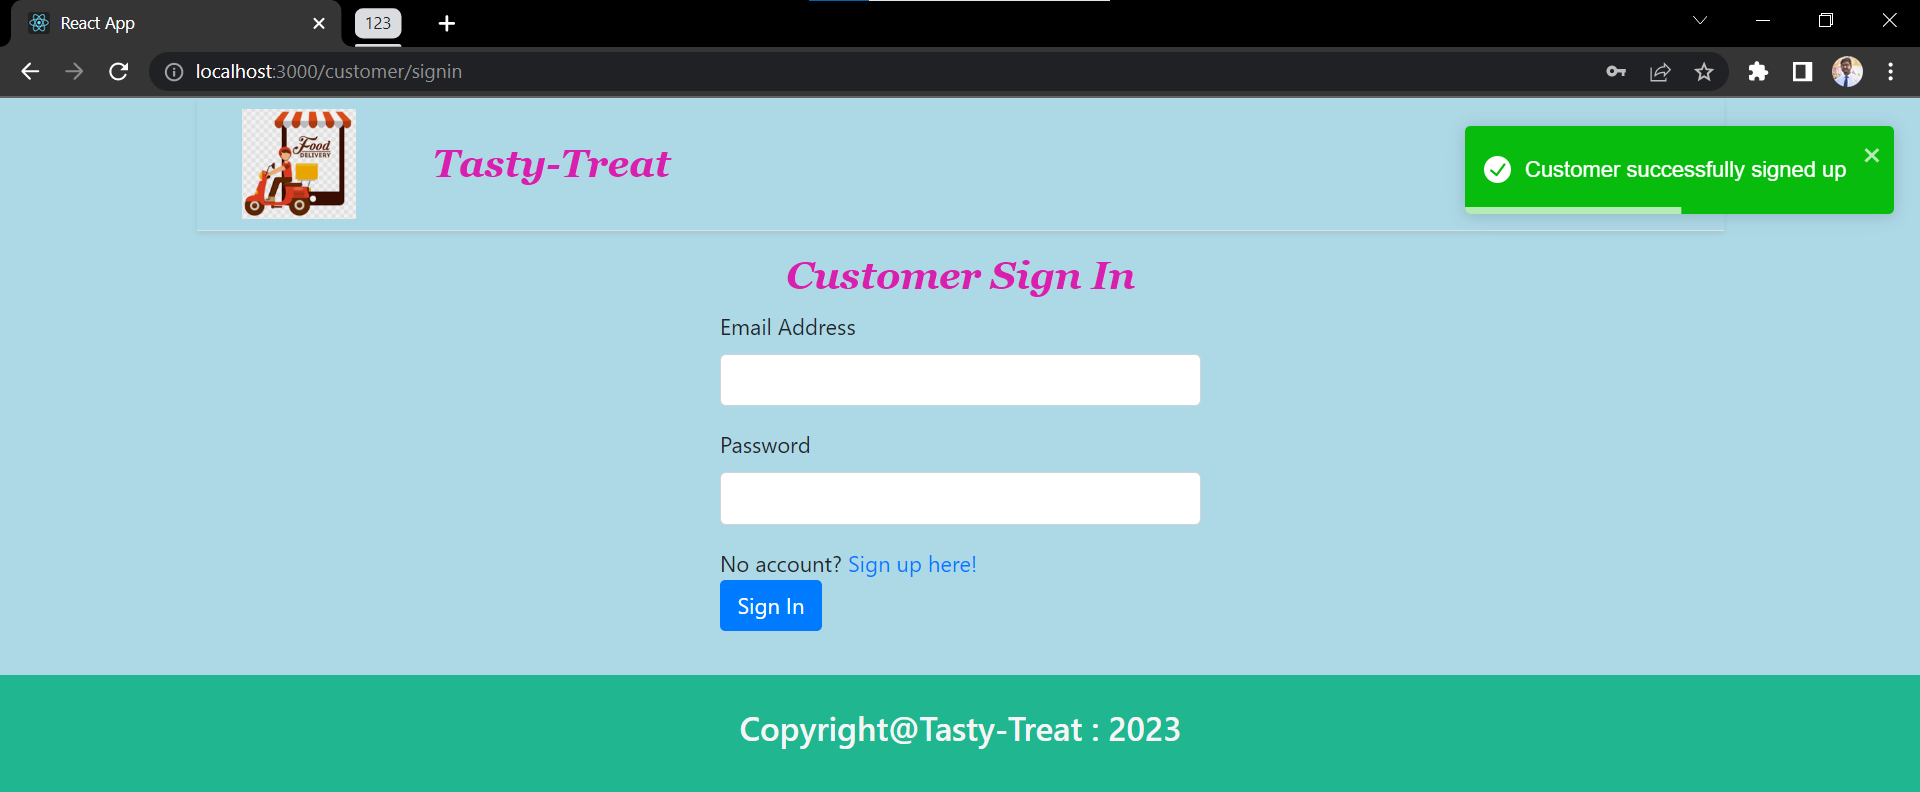 React App
123
localhost:3000/customer/signin
Food
DELIVERY
Tasty-Treat
Customer successfully signed up
Customer Sign In
Email Address
Password
No account? Sign up here!
Sign In
Copyright@Tasty-Treat : 2023